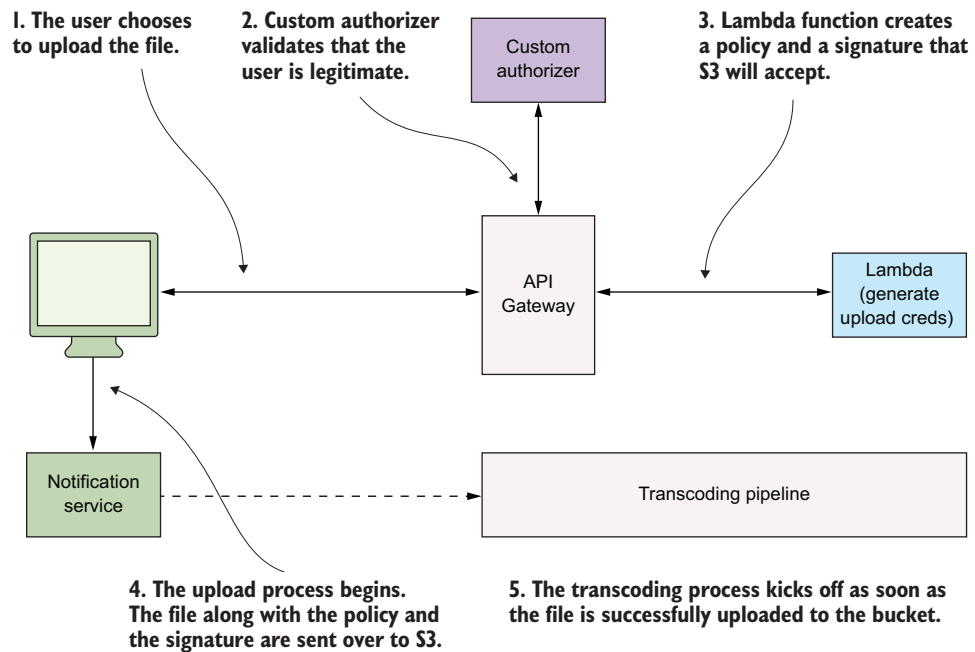 1. The user chooses
to upload the file.
2. Custom authorizer
validates that the
user is legitimate.
Custom
authorizer
3. Lambda function creates
a policy and a signature that
S3 will accept.
API
Gateway
Lambda
(generate
upload creds)
Notification
service
Transcoding pipeline
4. The upload process begins.
The file along with the policy and
the signature are sent over to S3.
5. The transcoding process kicks off as soon as
the file is successfully uploaded to the bucket.